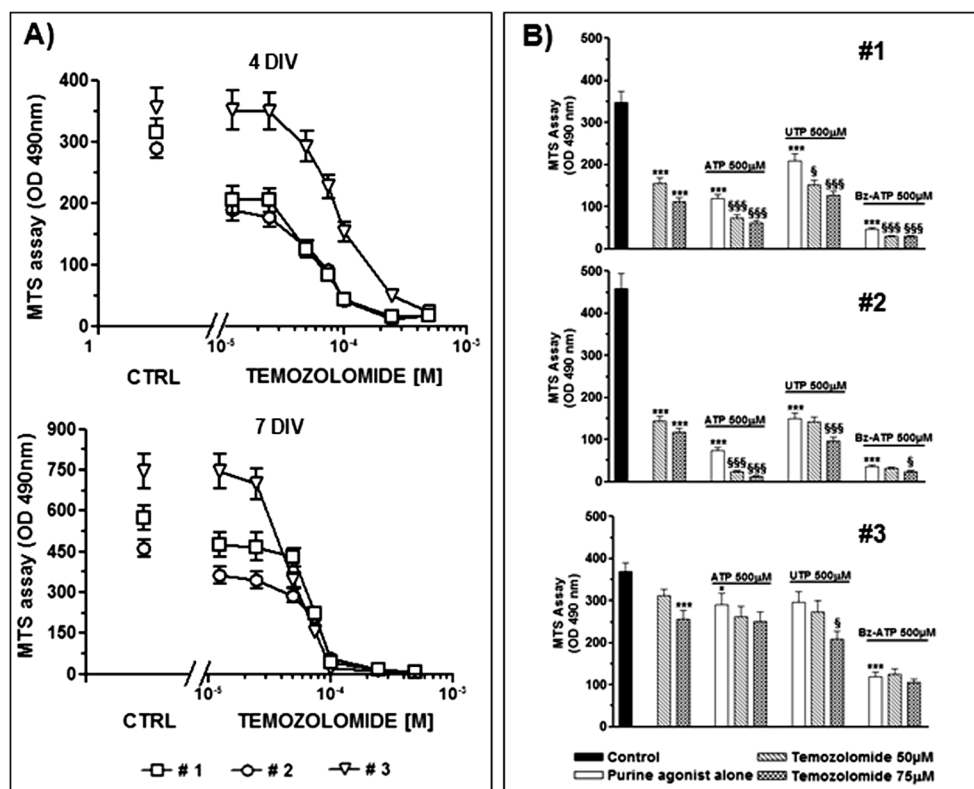 A)
4 DIV
MTS assay (OD 490nm)
400
300
200
100
0
1
10⁻⁵
10⁻⁴
10⁻³
CTRL
TEMOZOLOMIDE [M]
7 DIV
MTS assay (OD 490nm)
900
750
600
450
300
150
0
10⁻⁵
10⁻⁴
10⁻³
CTRL
TEMOZOLOMIDE [M]
# 1
# 2
# 3
B)
#1
MTS Assay
(OD 490 nm)
500
400
300
200
100
0
*** ***
ATP 500µM
*** §§§ §§§
UTP 500µM
*** § §§§
Bz-ATP 500µM
*** §§§ §§§
#2
MTS Assay
(OD 490 nm)
500
400
300
200
100
0
*** ***
ATP 500µM
*** §§§ §§§
UTP 500µM
*** §§§
Bz-ATP 500µM
*** §
#3
MTS Assay
(OD 490 nm)
500
400
300
200
100
0
***
ATP 500µM
*
UTP 500µM
§
Bz-ATP 500µM
***
Control
Temozolomide 50µM
Purine agonist alone
Temozolomide 75µM